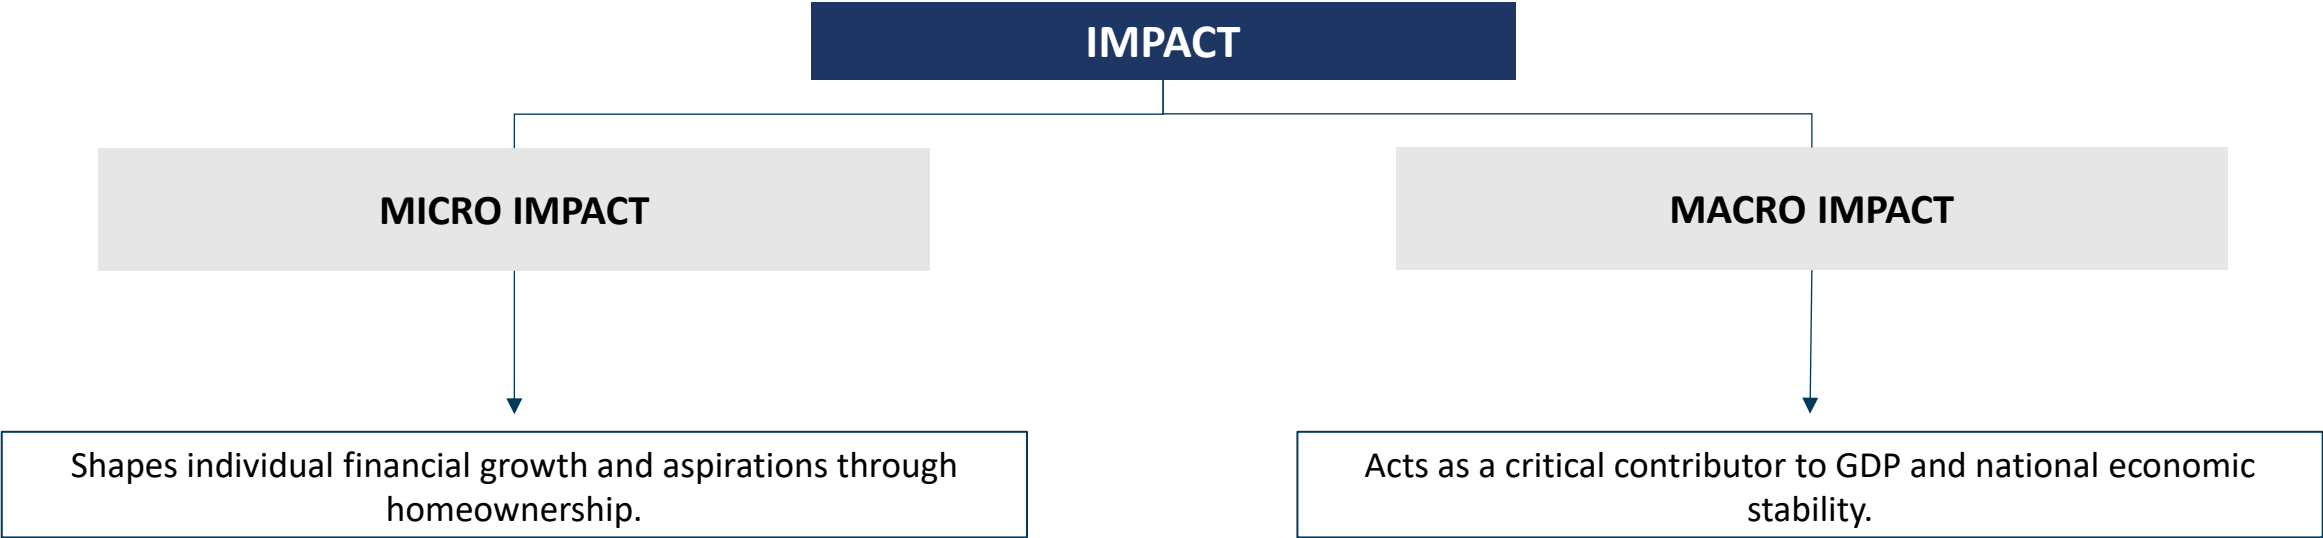 IMPACT
MICRO IMPACT
MACRO IMPACT
Shapes individual financial growth and aspirations through
homeownership.
Acts as a critical contributor to GDP and national economic
stability.